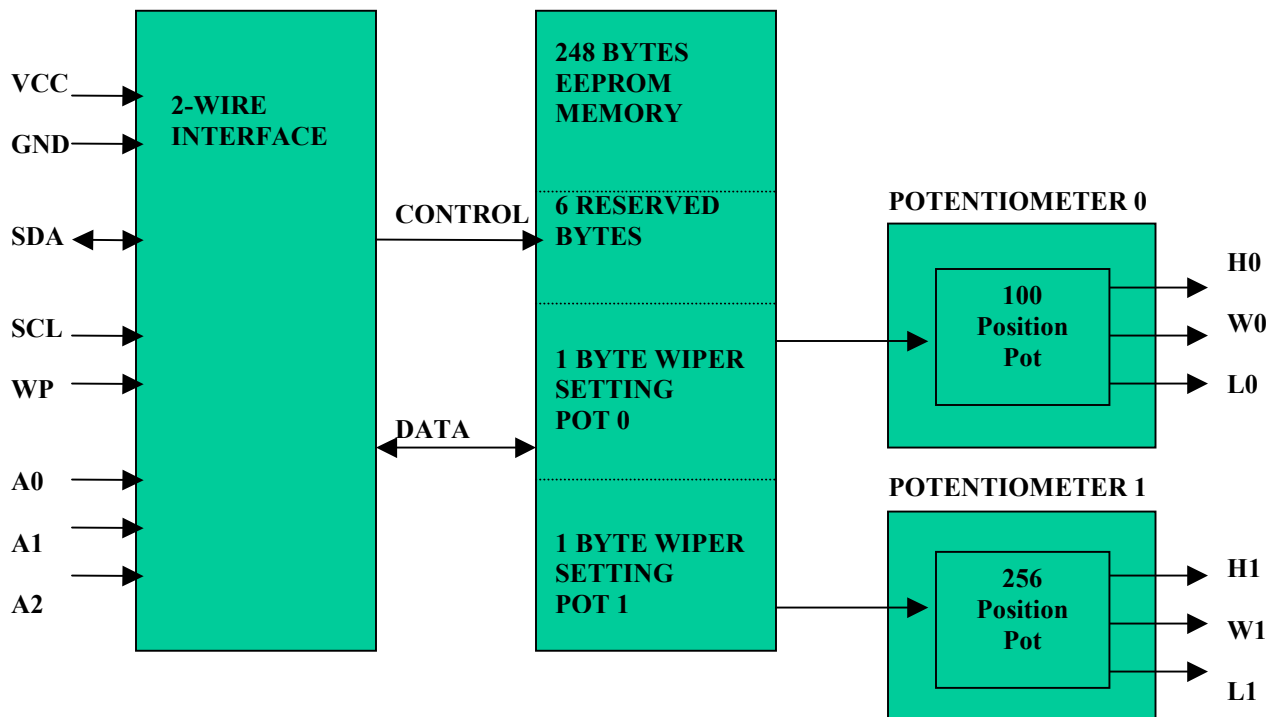 VCC
GND
SDA
SCL
WP
A0
A1
A2
2-WIRE
INTERFACE
CONTROL
DATA
248 BYTES
EEPROM
MEMORY
6 RESERVED
BYTES
1 BYTE WIPER
SETTING
POT 0
1 BYTE WIPER
SETTING
POT 1
POTENTIOMETER 0
100
Position
Pot
H0
W0
L0
POTENTIOMETER 1
256
Position
Pot
H1
W1
L1